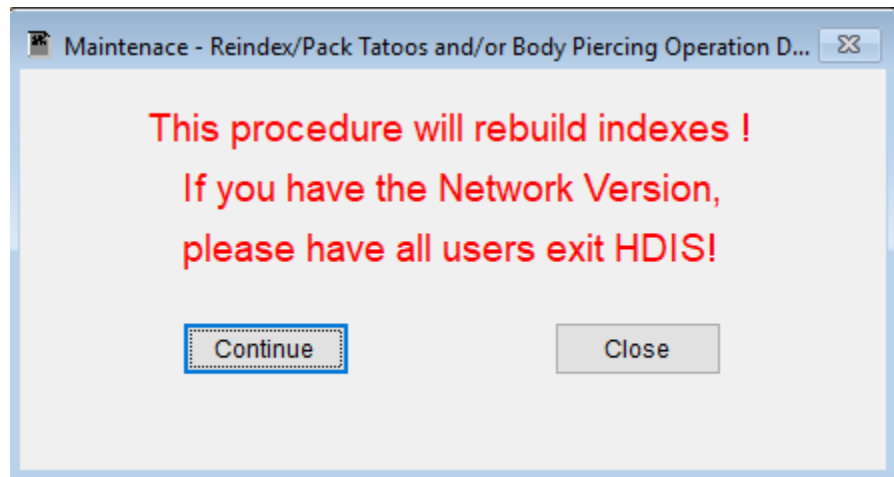 Maintenace - Reindex/Pack Tatoos and/or Body Piercing Operation D...
This procedure will rebuild indexes !
If you have the Network Version,
please have all users exit HDIS!
Continue
Close